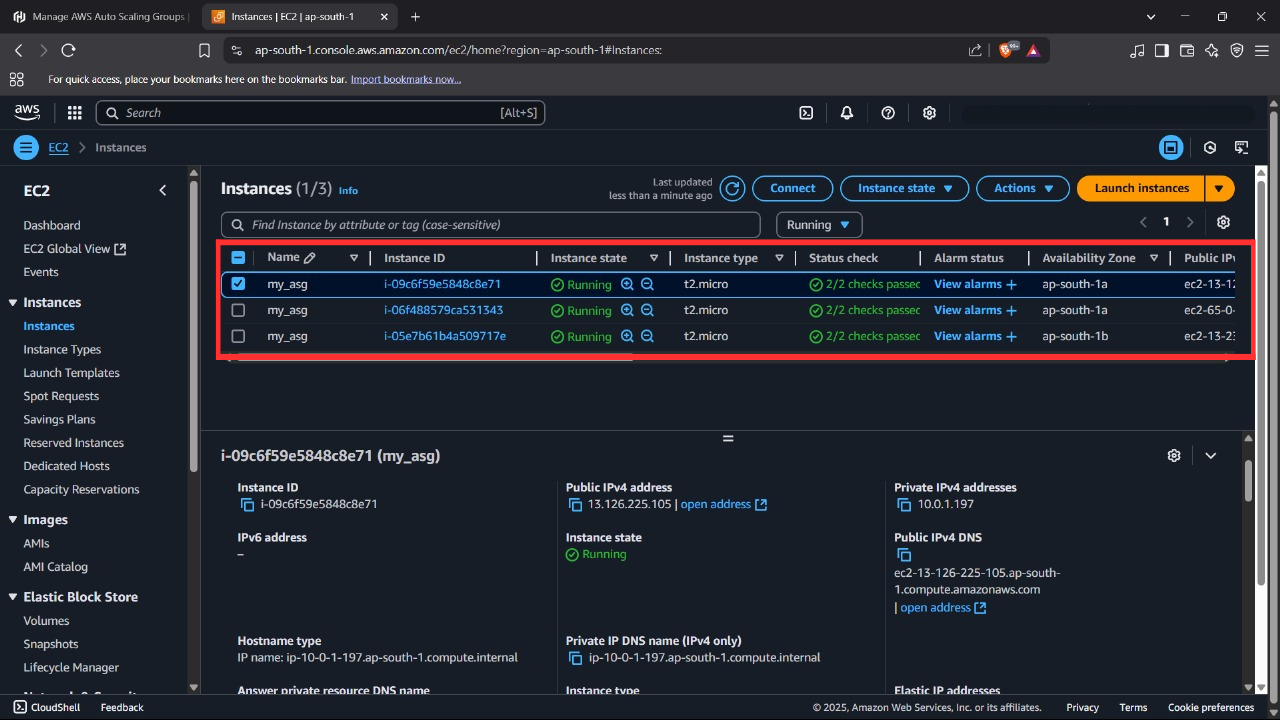 Manage AWS Auto Scaling Groups
Instances | EC2 | ap-south-1
ap-south-1.console.aws.amazon.com/ec2/home?region=ap-south-1#Instances:
99+
For quick access, place your bookmarks here on the bookmarks bar. Import bookmarks now...
aws
Search [Alt+S]
EC2 > Instances
EC2
Dashboard
EC2 Global View
Events
Instances
Instances
Instance Types
Launch Templates
Spot Requests
Savings Plans
Reserved Instances
Dedicated Hosts
Capacity Reservations
Images
AMIs
AMI Catalog
Elastic Block Store
Volumes
Snapshots
Lifecycle Manager
Instances (1/3) Info
Last updated
less than a minute ago
Connect
Instance state
Actions
Launch instances
Find Instance by attribute or tag (case-sensitive)
Running
1
Name Instance ID Instance state Instance type Status check Alarm status Availability Zone Public IPv
my_asg i-09c6f59e5848c8e71 Running t2.micro 2/2 checks passed View alarms + ap-south-1a ec2-13-12
my_asg i-06f488579ca531343 Running t2.micro 2/2 checks passed View alarms + ap-south-1a ec2-65-0-
my_asg i-05e7b61b4a509717e Running t2.micro 2/2 checks passed View alarms + ap-south-1b ec2-13-23
i-09c6f59e5848c8e71 (my_asg)
Instance ID
i-09c6f59e5848c8e71
Public IPv4 address
13.126.225.105 | open address
Private IPv4 addresses
10.0.1.197
IPv6 address
–
Instance state
Running
Public IPv4 DNS
ec2-13-126-225-105.ap-south-
1.compute.amazonaws.com
| open address
Hostname type
IP name: ip-10-0-1-197.ap-south-1.compute.internal
Private IP DNS name (IPv4 only)
ip-10-0-1-197.ap-south-1.compute.internal
Answer private resource DNS name
Instance type
Elastic IP addresses
CloudShell
Feedback
© 2025, Amazon Web Services, Inc. or its affiliates.
Privacy
Terms
Cookie preferences